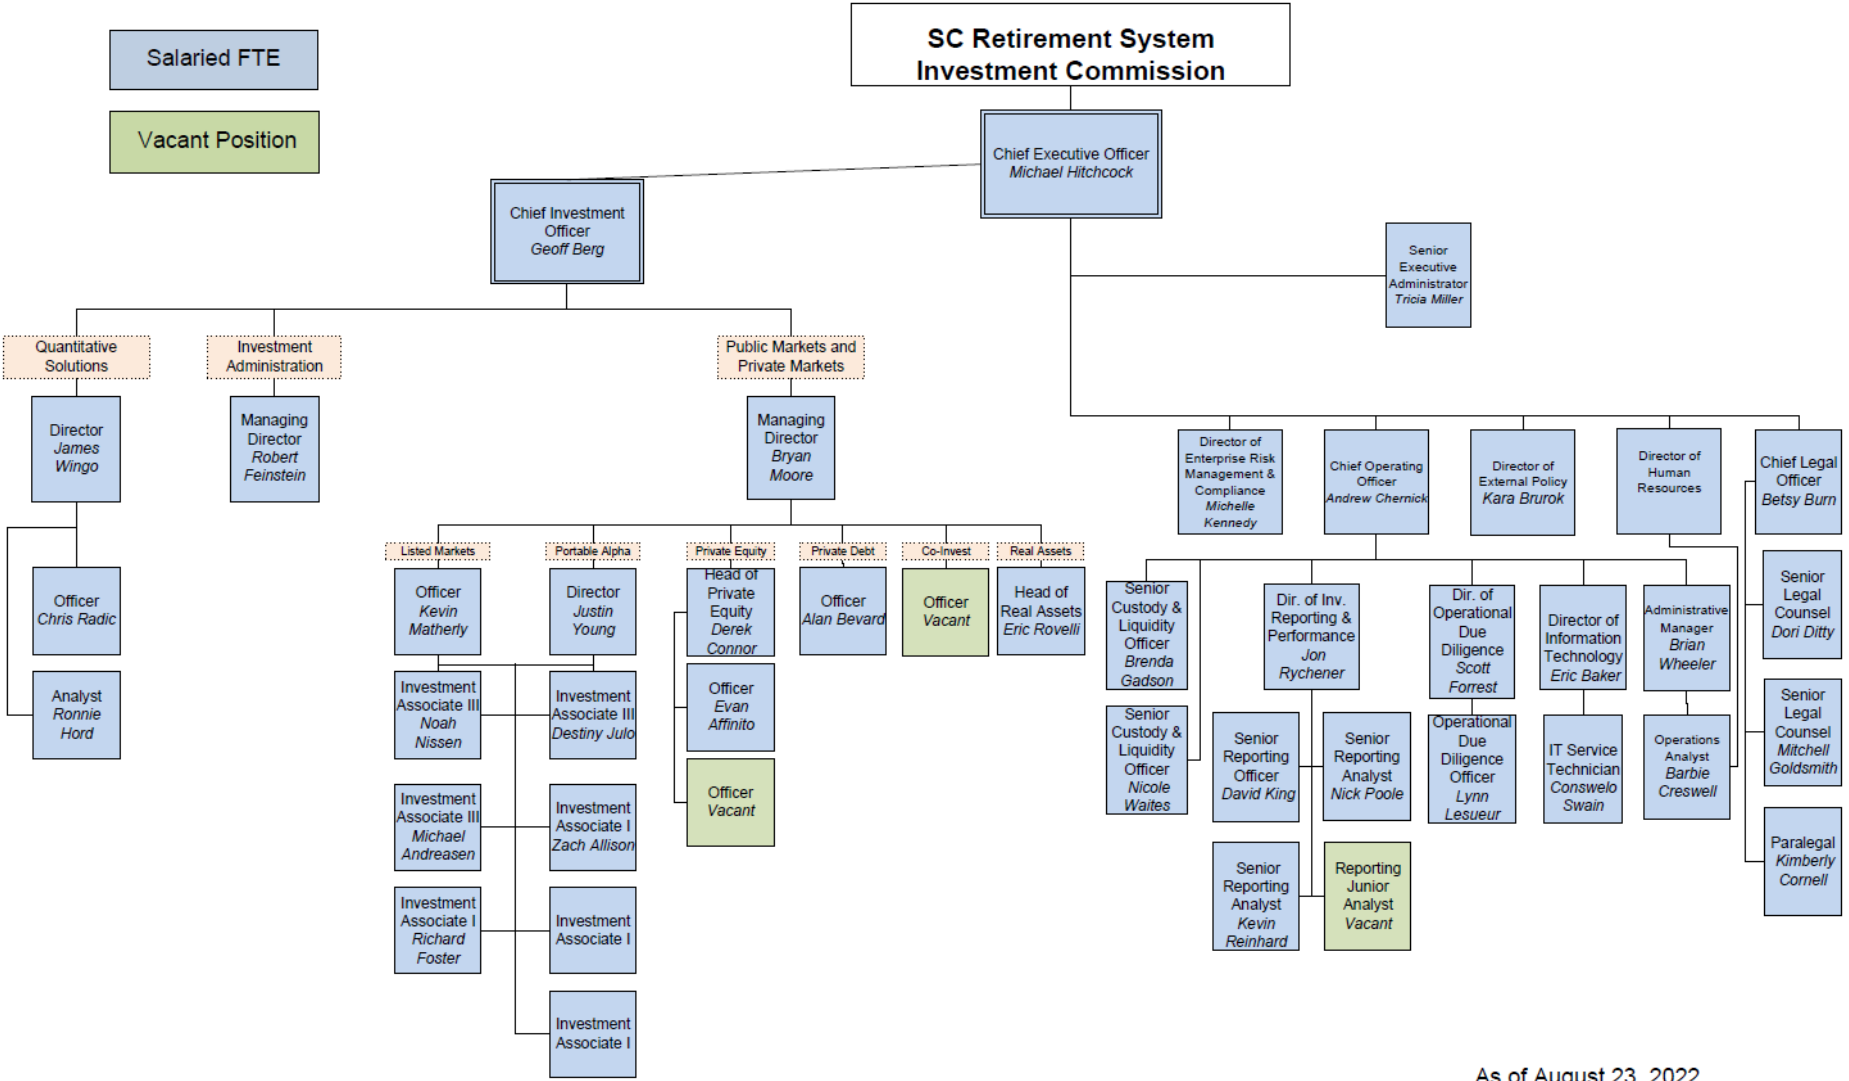 SC Retirement System
Investment Commission
Salaried FTE
Vacant Position
Chief Executive Officer
Michael Hitchcock
Chief Investment
Officer
Geoff Berg
Senior
Executive
Administrator
Tricia Miller
Quantitative
Solutions
Investment
Administration
Public Markets and
Private Markets
Director
James
Wingo
Managing
Director
Robert
Feinstein
Managing
Director
Bryan
Moore
Director of
Enterprise Risk
Management &
Compliance
Michelle
Kennedy
Chief Operating
Officer
Andrew Chernick
Director of
External Policy
Kara Brurok
Director of
Human
Resources
Chief Legal
Officer
Betsy Burn
Listed Markets
Portable Alpha
Private Equity
Private Debt
Co-Invest
Real Assets
Officer
Chris Radic
Officer
Kevin
Matherly
Director
Justin
Young
Head of
Private
Equity
Derek
Connor
Officer
Alan Bevard
Officer
Vacant
Head of
Real Assets
Eric Rovelli
Senior
Custody &
Liquidity
Officer
Brenda
Gadson
Dir. of Inv.
Reporting &
Performance
Jon
Rychener
Dir. of
Operational
Due
Diligence
Scott
Forrest
Director of
Information
Technology
Eric Baker
Administrative
Manager
Brian
Wheeler
Senior
Legal
Counsel
Dori Ditty
Analyst
Ronnie
Hord
Investment
Associate III
Noah
Nissen
Investment
Associate III
Destiny Julo
Officer
Evan
Affinito
Senior
Custody &
Liquidity
Officer
Nicole
Waites
Senior
Reporting
Officer
David King
Senior
Reporting
Analyst
Nick Poole
Operational
Due
Diligence
Officer
Lynn
Lesueur
IT Service
Technician
Conswelo
Swain
Operations
Analyst
Barbie
Creswell
Senior
Legal
Counsel
Mitchell
Goldsmith
Investment
Associate III
Michael
Andreasen
Investment
Associate I
Zach Allison
Officer
Vacant
Senior
Reporting
Analyst
Kevin
Reinhard
Reporting
Junior
Analyst
Vacant
Paralegal
Kimberly
Cornell
Investment
Associate I
Richard
Foster
Investment
Associate I
Investment
Associate I
As of August 23, 2022